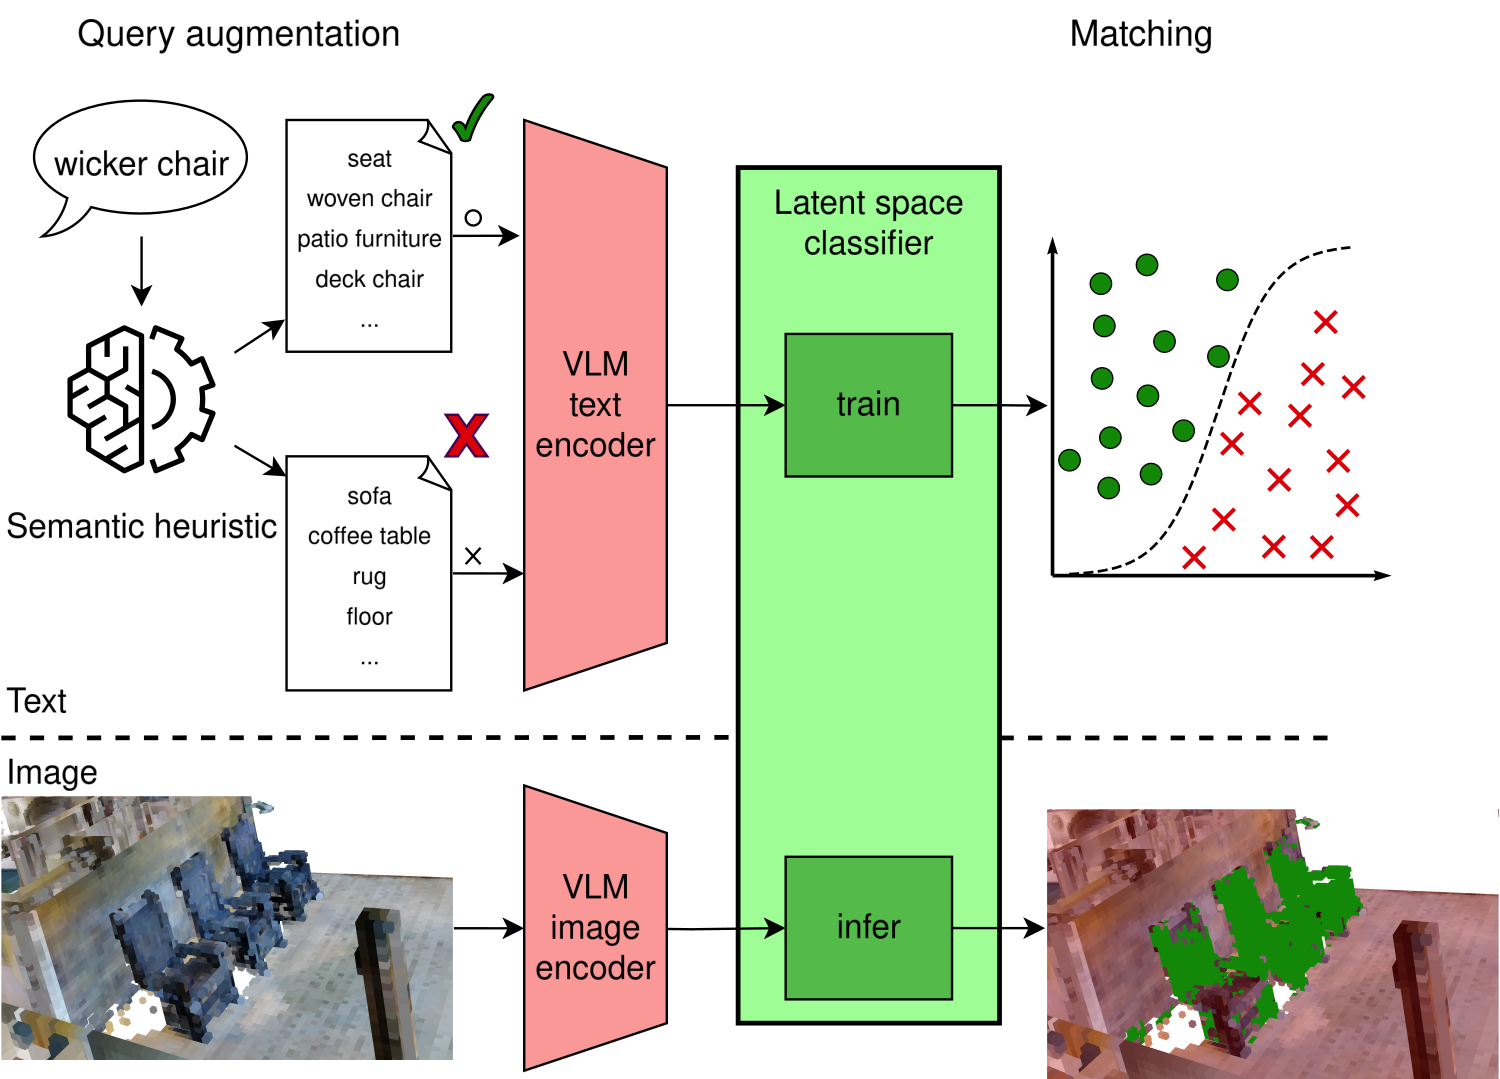 Query augmentation
Matching
wicker chair
seat
woven chair
patio furniture
deck chair
...
Semantic heuristic
sofa
coffee table
rug
floor
...
VLM
text
encoder
Latent space
classifier
train
Text
Image
VLM
image
encoder
infer